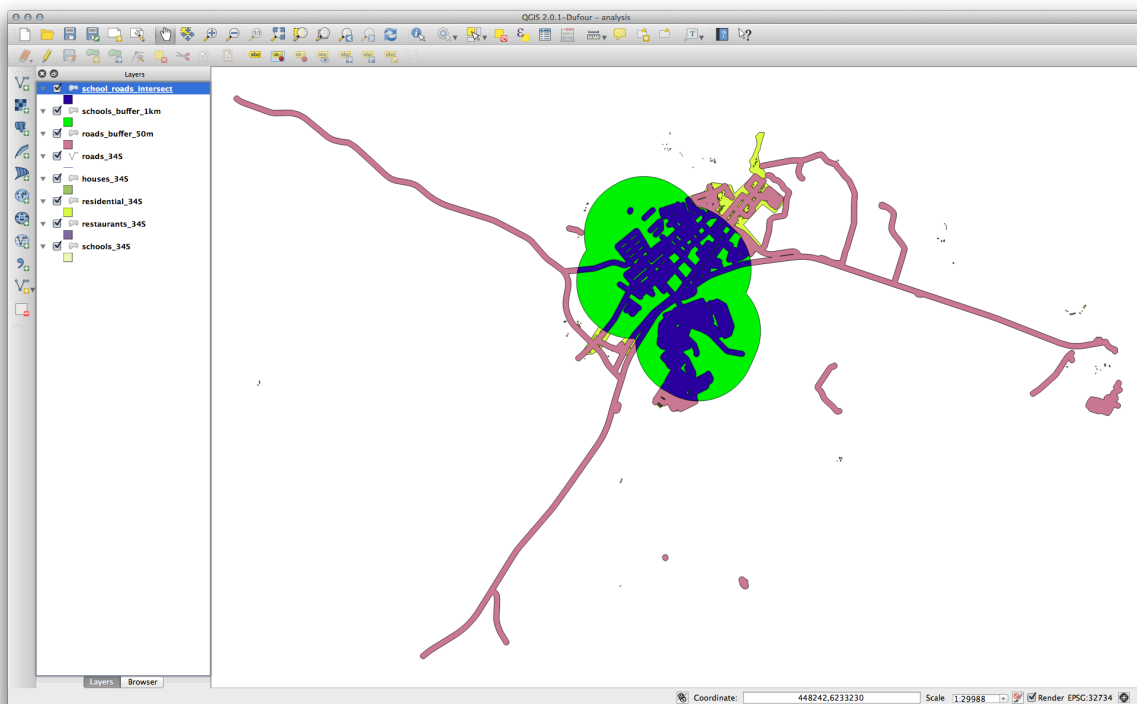 QGIS 2.0.1-Dufour - analysis
Layers
school_roads_intersect
schools_buffer_1km
roads_buffer_50m
roads_34S
houses_34S
residential_34S
restaurants_34S
schools_34S
Layers Browser
Coordinate: 448242,6233230 Scale 1:29988 Render EPSG:32734